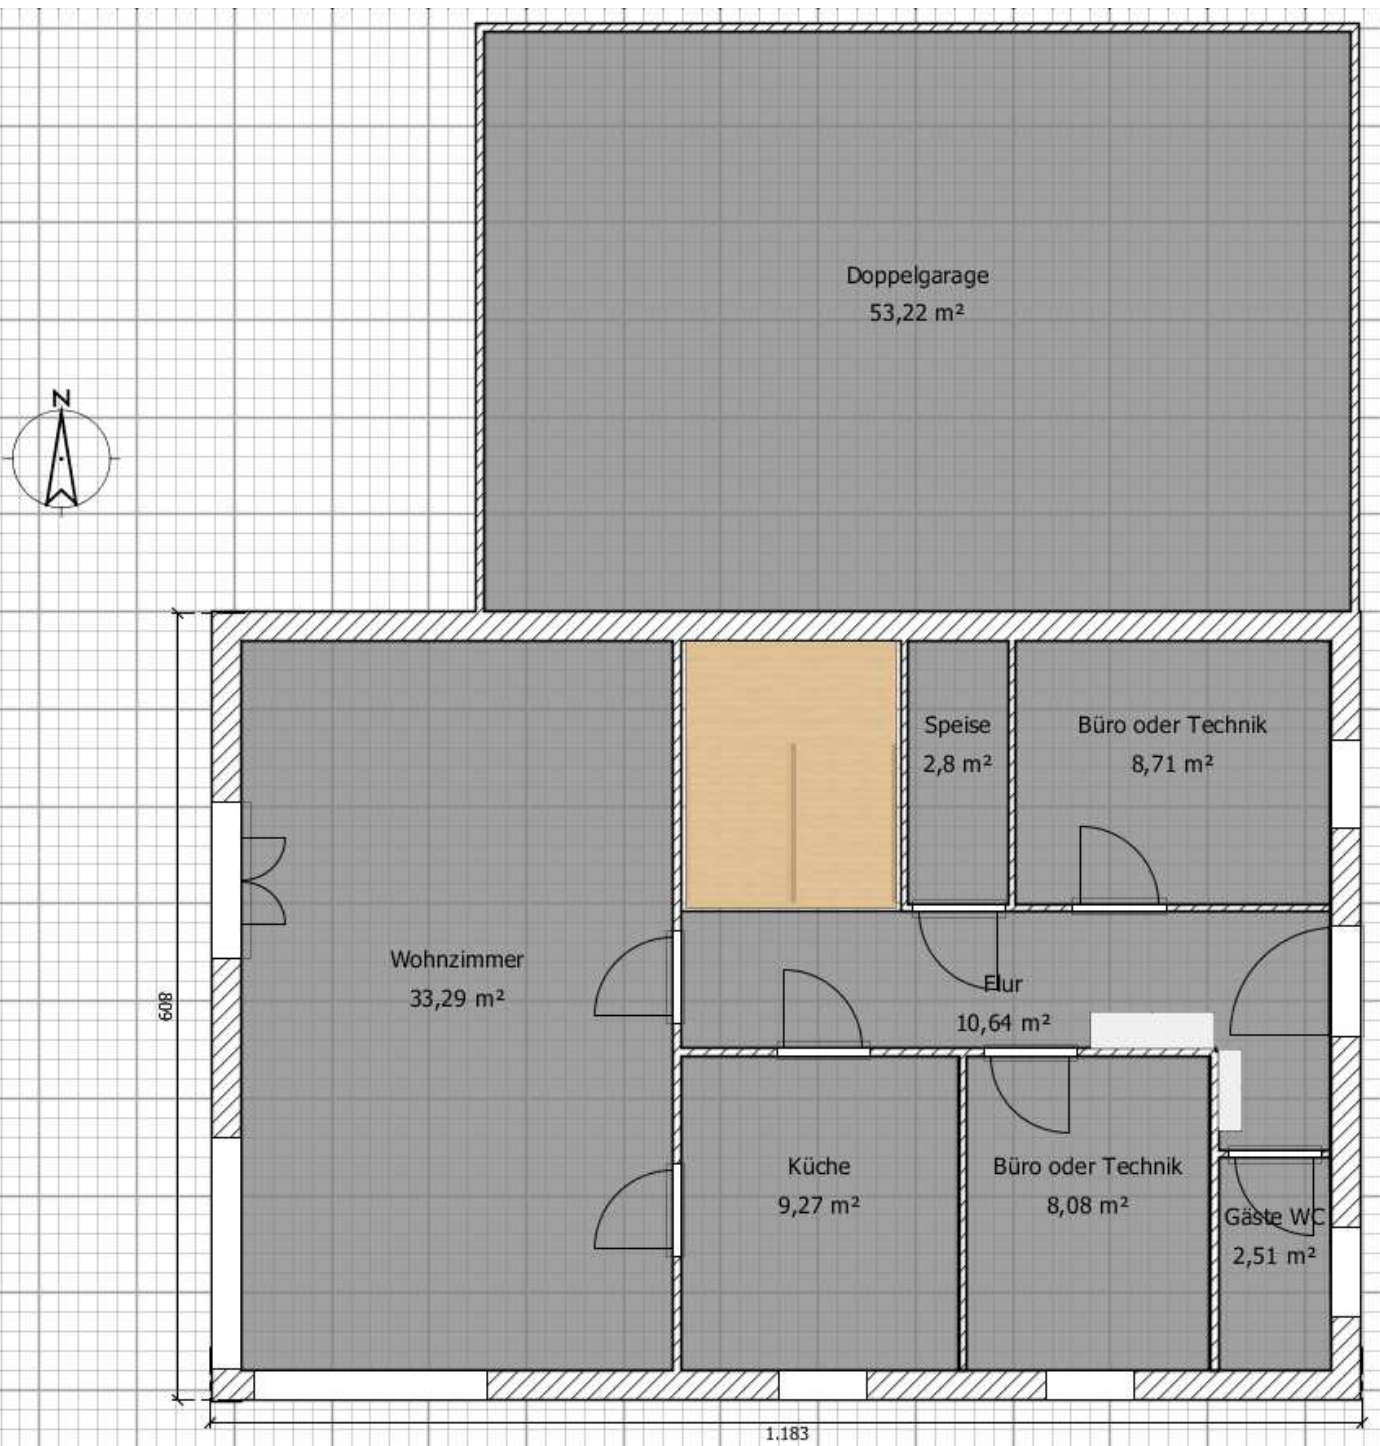 Doppelgarage
53,22 m²
N
Speise
2,8 m²
Büro oder Technik
8,71 m²
Wohnzimmer
33,29 m²
Flur
10,64 m²
809
Küche
9,27 m²
Büro oder Technik
8,08 m²
Gäste WC
2,51 m²
1.183